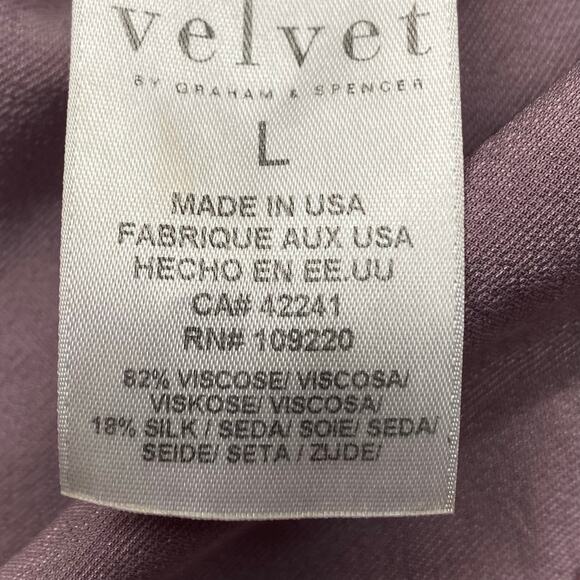 velvet
BY GRAHAM & SPENCER
L
MADE IN USA
FABRIQUE AUX USA
HECHO EN EE.UU
CA# 42241
RN# 109220
82% VISCOSE/ VISCOSA/
VISKOSE/ VISCOSA/
18% SILK / SEDA/ SOIE/ SEDA/
SEIDE/ SETA / ZIJDE/